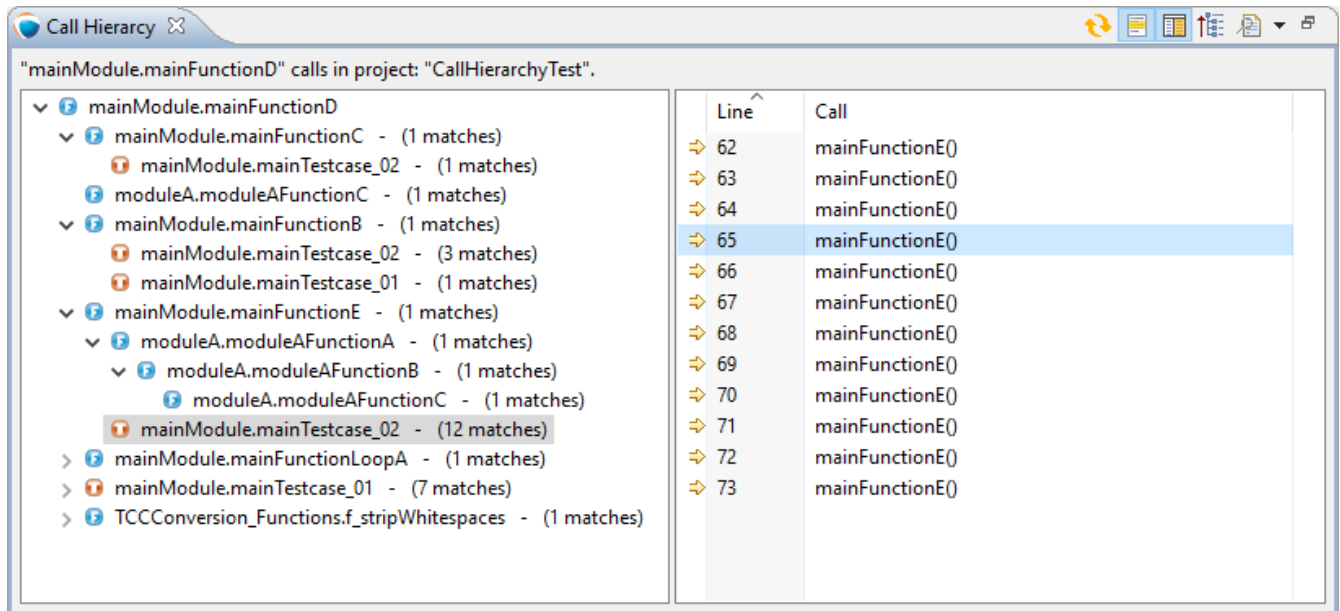 Call Hierarcy
"mainModule.mainFunctionD" calls in project: "CallHierarchyTest".
mainModule.mainFunctionD
mainModule.mainFunctionC - (1 matches)
mainModule.mainTestcase_02 - (1 matches)
moduleA.moduleAFunctionC - (1 matches)
mainModule.mainFunctionB - (1 matches)
mainModule.mainTestcase_02 - (3 matches)
mainModule.mainTestcase_01 - (1 matches)
mainModule.mainFunctionE - (1 matches)
moduleA.moduleAFunctionA - (1 matches)
moduleA.moduleAFunctionB - (1 matches)
moduleA.moduleAFunctionC - (1 matches)
mainModule.mainTestcase_02 - (12 matches)
mainModule.mainFunctionLoopA - (1 matches)
mainModule.mainTestcase_01 - (7 matches)
TCCConversion_Functions.f_stripWhitespaces - (1 matches)
Line Call
62 mainFunctionE()
63 mainFunctionE()
64 mainFunctionE()
65 mainFunctionE()
66 mainFunctionE()
67 mainFunctionE()
68 mainFunctionE()
69 mainFunctionE()
70 mainFunctionE()
71 mainFunctionE()
72 mainFunctionE()
73 mainFunctionE()